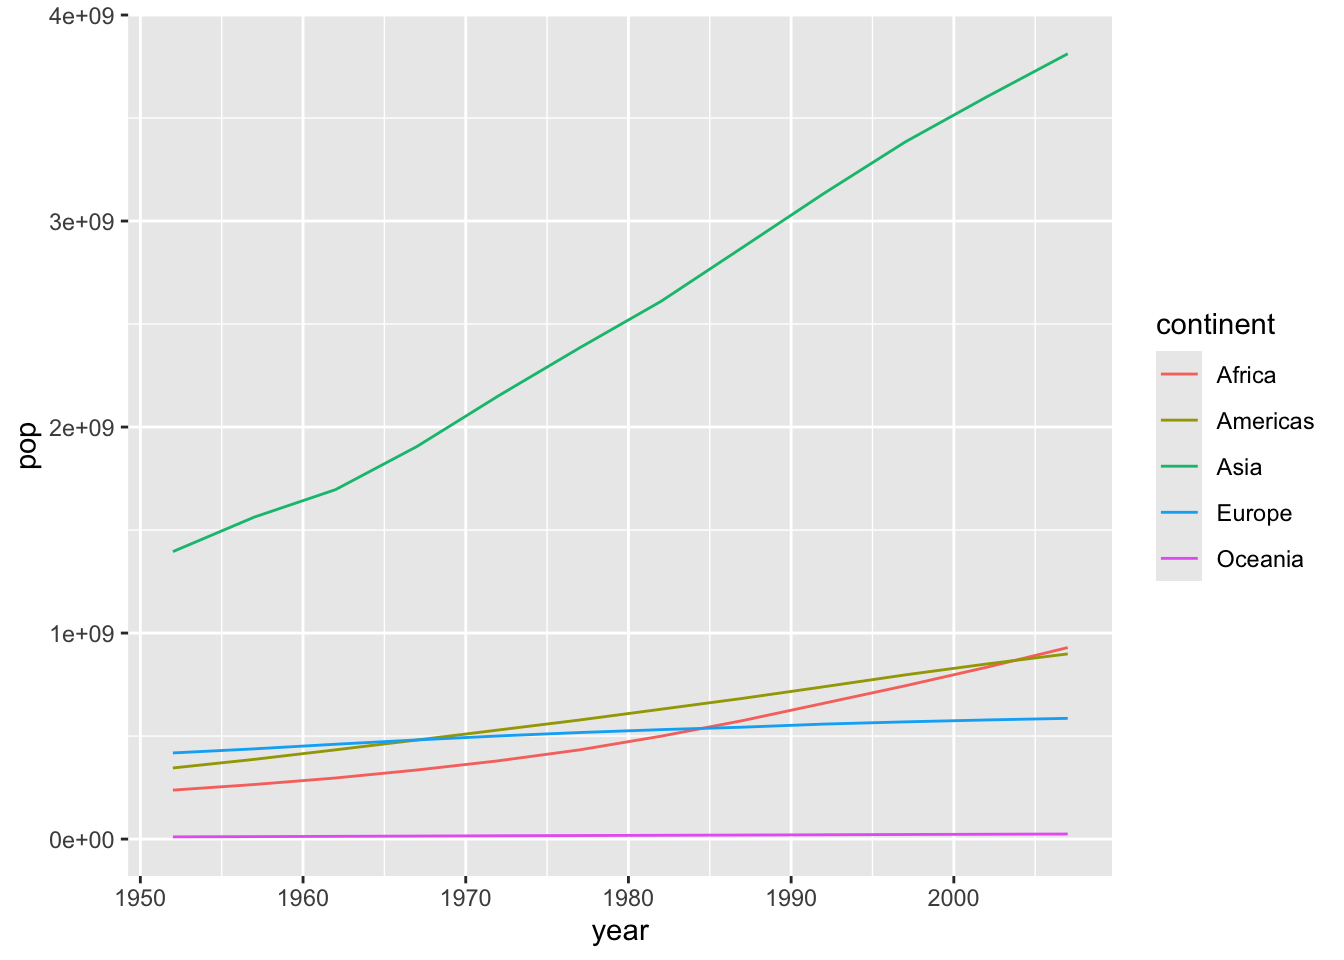 4e+09
3e+09
2e+09
1e+09
0e+00
pop
1950 1960 1970 1980 1990 2000
year
continent
Africa
Americas
Asia
Europe
Oceania